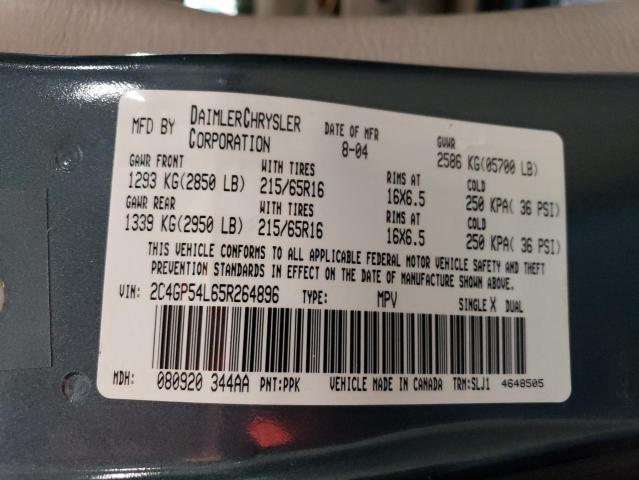 MFD BY DAIMLERCHRYSLER CORPORATION DATE OF MFR 8-04 GVWR 2586 KG(05700 LB)
GAWR FRONT WITH TIRES RIMS AT COLD
1293 KG(2850 LB) 215/65R16 16X6.5 250 KPA( 36 PSI)
GAWR REAR WITH TIRES RIMS AT COLD
1339 KG(2950 LB) 215/65R16 16X6.5 250 KPA( 36 PSI)
THIS VEHICLE CONFORMS TO ALL APPLICABLE FEDERAL MOTOR VEHICLE SAFETY AND THEFT
PREVENTION STANDARDS IN EFFECT ON THE DATE OF MANUFACTURE SHOWN ABOVE.
VIN: 2C4GP54L65R264896 TYPE: MPV SINGLE X DUAL
MDH: 080920 344AA PNT:PPK VEHICLE MADE IN CANADA TRM:SLJ1 4648505